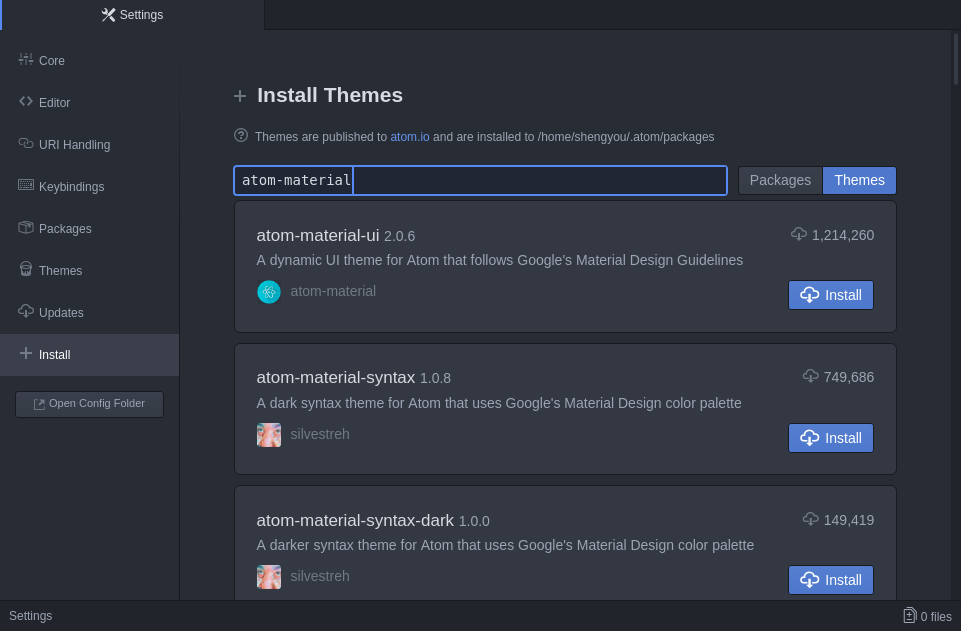 Settings
Core
Editor
URI Handling
Keybindings
Packages
Themes
Updates
Install
Open Config Folder
Install Themes
Themes are published to atom.io and are installed to /home/shengyou/.atom/packages
atom-material
Packages
Themes
atom-material-ui 2.0.6
1,214,260
A dynamic UI theme for Atom that follows Google's Material Design Guidelines
atom-material
Install
atom-material-syntax 1.0.8
749,686
A dark syntax theme for Atom that uses Google's Material Design color palette
silvestreh
Install
atom-material-syntax-dark 1.0.0
149,419
A darker syntax theme for Atom that uses Google's Material Design color palette
silvestreh
Install
Settings
0 files